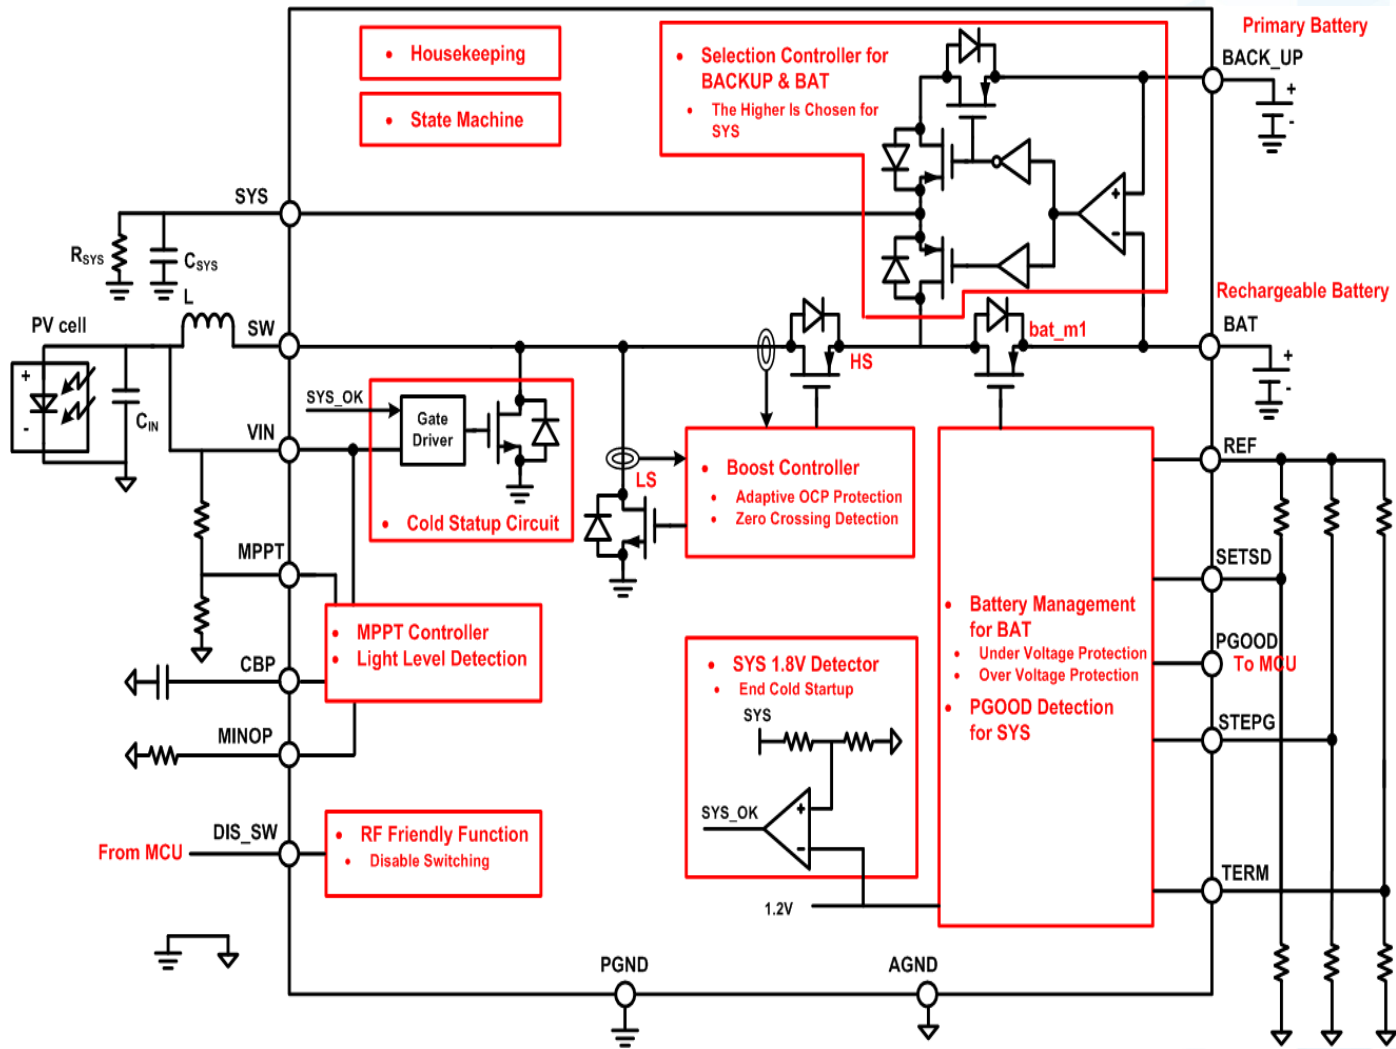 Primary Battery
BACK_UP
+
-
• Housekeeping
• State Machine
• Selection Controller for
BACKUP & BAT
• The Higher Is Chosen for
SYS
+
-
SYS
RSYS
CSYS
L
PV cell
SW
+
-
CIN
VIN
SYS_OK
Gate
Driver
• Cold Statup Circuit
HS
bat_m1
Rechargeable Battery
BAT
+
-
LS
• Boost Controller
• Adaptive OCP Protection
• Zero Crossing Detection
REF
SETSD
PGOOD
To MCU
STEPG
TERM
• Battery Management
for BAT
• Under Voltage Protection
• Over Voltage Protection
• PGOOD Detection
for SYS
MPPT
• MPPT Controller
• Light Level Detection
CBP
MINOP
• SYS 1.8V Detector
• End Cold Startup
SYS
SYS_OK
+
-
1.2V
From MCU
DIS_SW
• RF Friendly Function
• Disable Switching
PGND
AGND